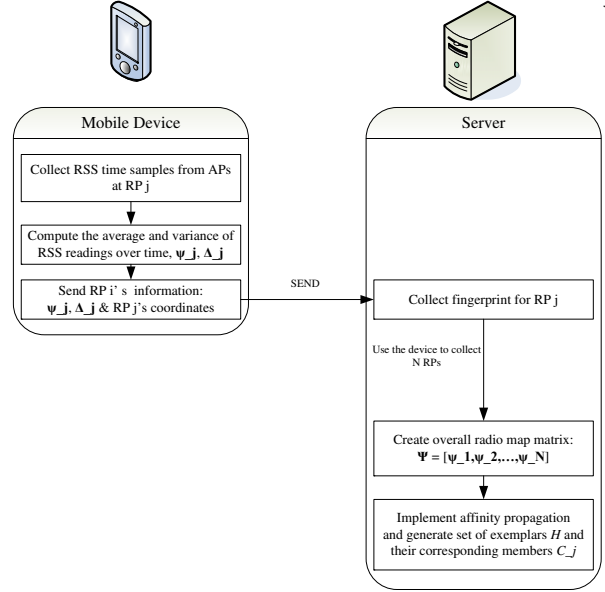 Mobile Device
Collect RSS time samples from APs
at RP j
Compute the average and variance of
RSS readings over time, ψ_j, Δ_j
Send RP i's information:
ψ_j, Δ_j & RP j's coordinates
SEND
Server
Collect fingerprint for RP j
Use the device to collect
N RPs
Create overall radio map matrix:
Ψ = [ψ_1,ψ_2,…,ψ_N]
Implement affinity propagation
and generate set of exemplars H and
their corresponding members C_j